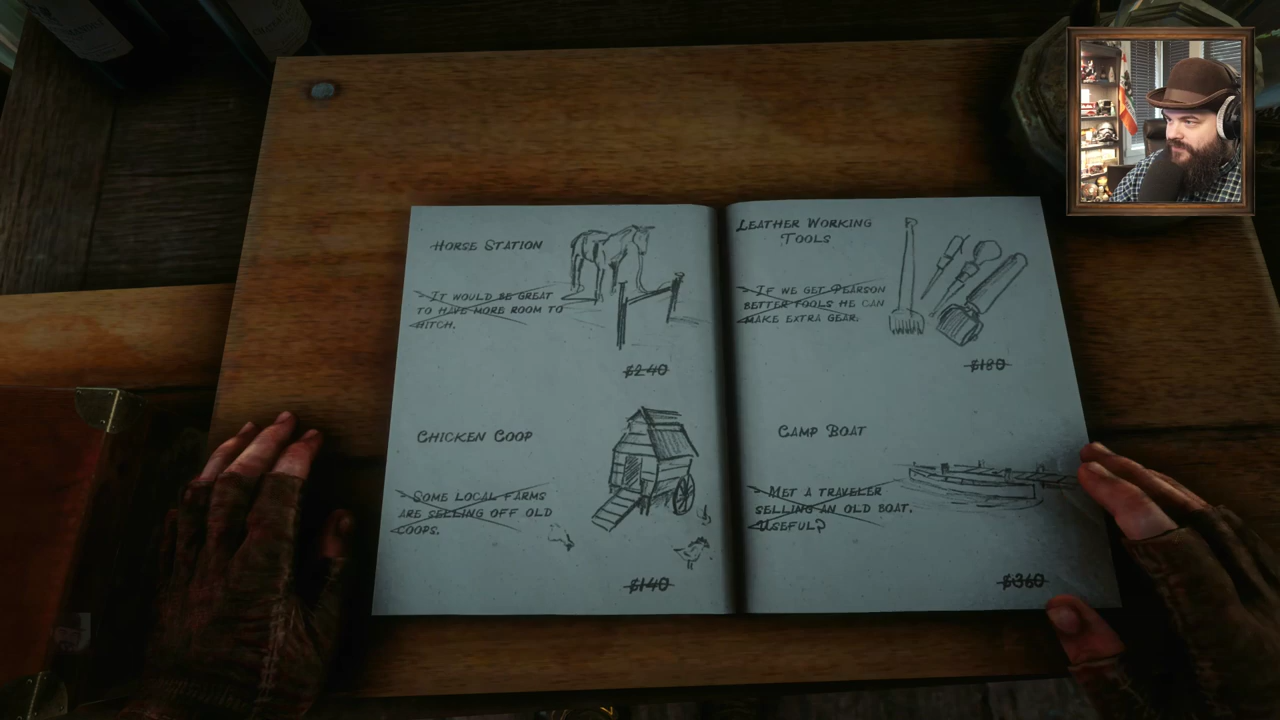 Horse Station
- It would be great
to have more room to
hitch.
$240
Chicken Coop
- Some local farms
are selling off old
coops.
$140
Leather Working
Tools
- If we get Pearson
better tools he can
make extra gear.
$180
Camp Boat
- Met a traveler
selling an old boat.
Useful?
$360